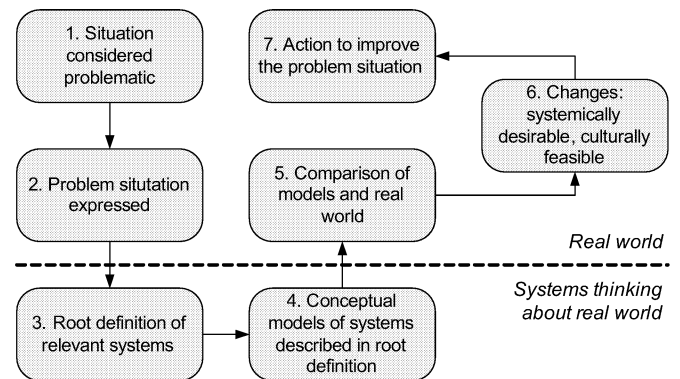 1. Situation
considered
problematic
2. Problem situtation
expressed
3. Root definition of
relevant systems
4. Conceptual
models of systems
described in root
definition
5. Comparison of
models and real
world
6. Changes:
systemically
desirable, culturally
feasible
7. Action to improve
the problem situation
Real world
Systems thinking
about real world